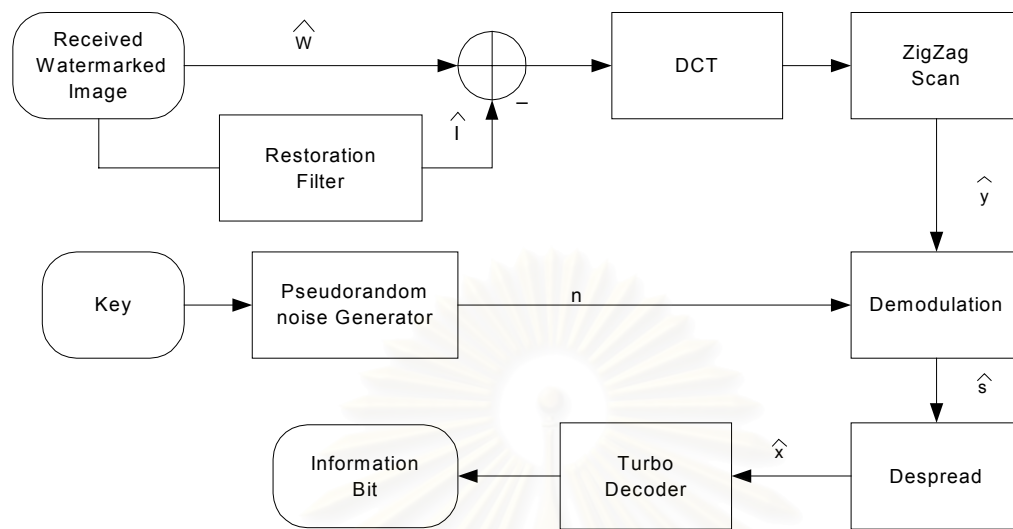 Received
Watermarked
Image
Ŵ
−
DCT
ZigZag
Scan
Î
Restoration
Filter
ŷ
Key
Pseudorandom
noise Generator
n
Demodulation
ŝ
Information
Bit
Turbo
Decoder
x̂
Despread